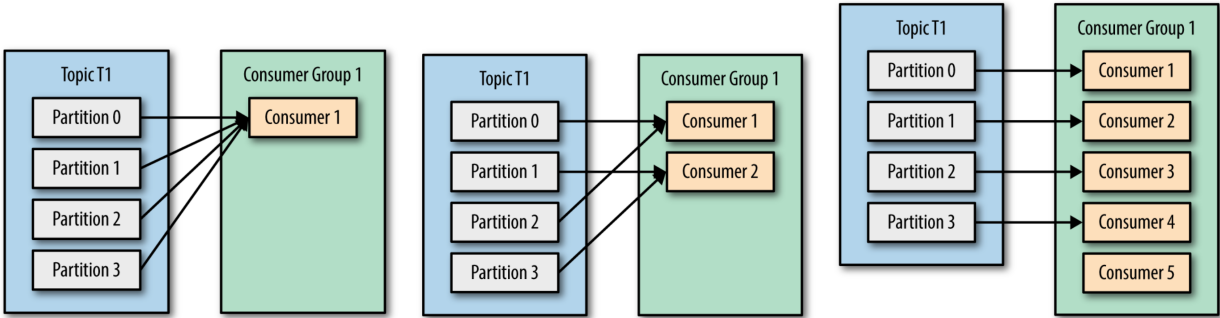 Topic T1
Partition 0
Partition 1
Partition 2
Partition 3
Consumer Group 1
Consumer 1
Topic T1
Partition 0
Partition 1
Partition 2
Partition 3
Consumer Group 1
Consumer 1
Consumer 2
Topic T1
Partition 0
Partition 1
Partition 2
Partition 3
Consumer Group 1
Consumer 1
Consumer 2
Consumer 3
Consumer 4
Consumer 5